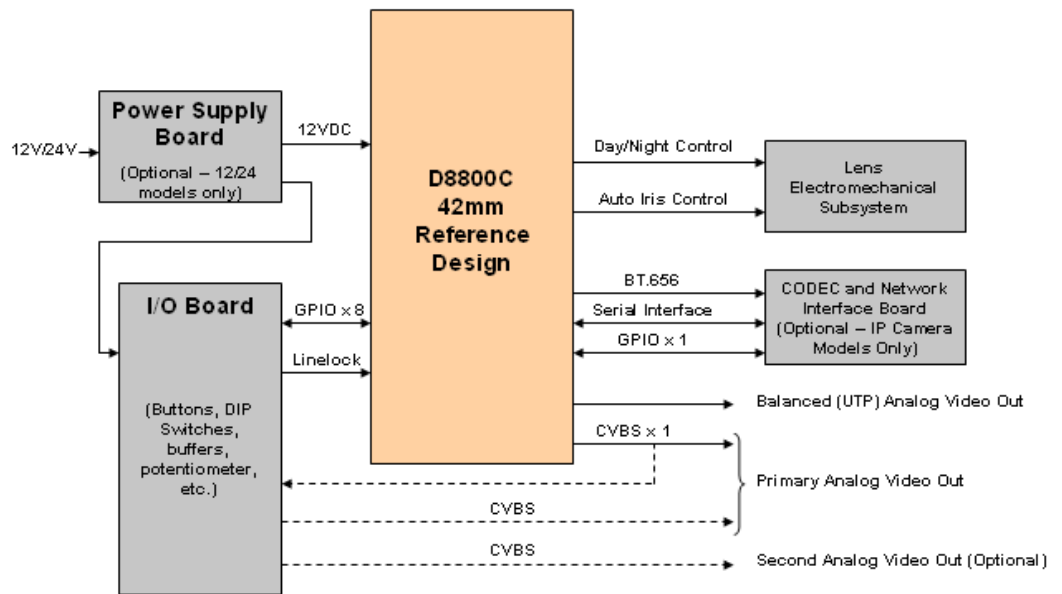 Power Supply
Board
(Optional – 12/24
models only)
12V/24V
12VDC
D8800C
42mm
Reference
Design
Day/Night Control
Auto Iris Control
Lens
Electromechanical
Subsystem
I/O Board
(Buttons, DIP
Switches,
buffers,
potentiometer,
etc.)
GPIO x 8
Linelock
BT.656
Serial Interface
GPIO x 1
CODEC and Network
Interface Board
(Optional – IP Camera
Models Only)
Balanced (UTP) Analog Video Out
CVBS x 1
Primary Analog Video Out
CVBS
CVBS
Second Analog Video Out (Optional)